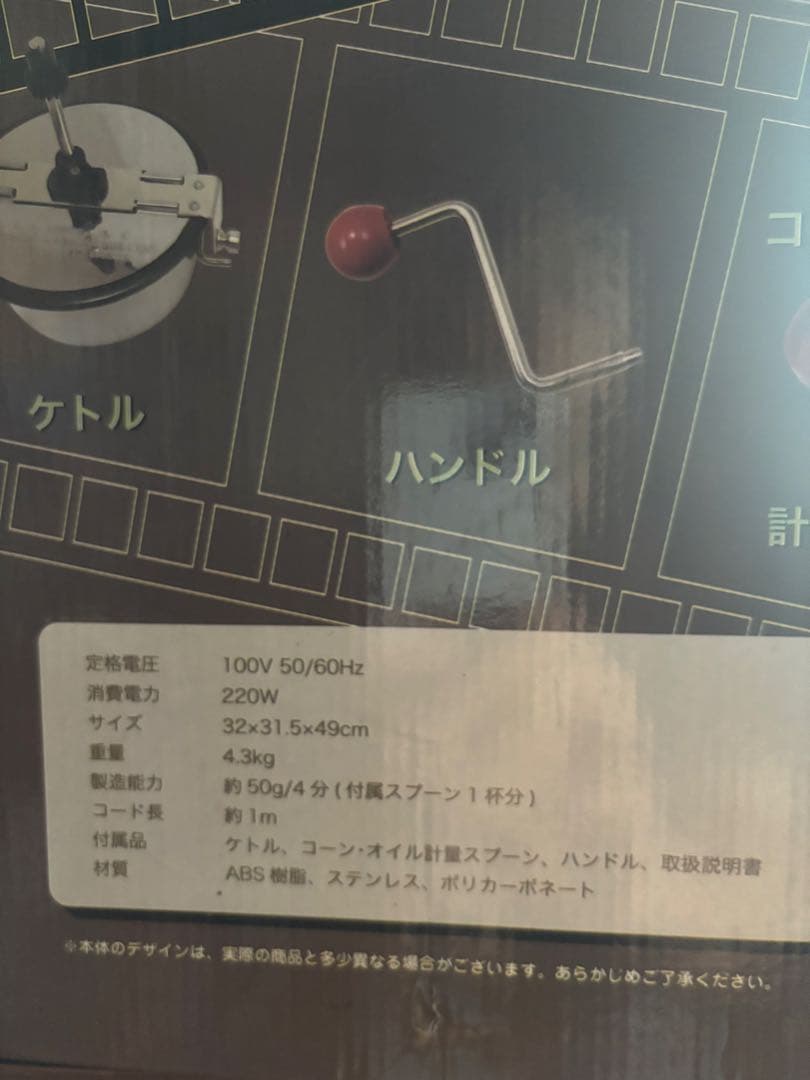 ケトル
ハンドル
コ
計
定格電圧 100V 50/60Hz
消費電力 220W
サイズ 32×31.5×49cm
重量 4.3kg
製造能力 約50g/4分(付属スプーン1杯分)
コード長 約1m
付属品 ケトル、コーン・オイル計量スプーン、ハンドル、取扱説明書
材質 ABS樹脂、ステンレス、ポリカーボネート
※本体のデザインは、実際の商品と多少異なる場合がございます。あらかじめご了承ください。